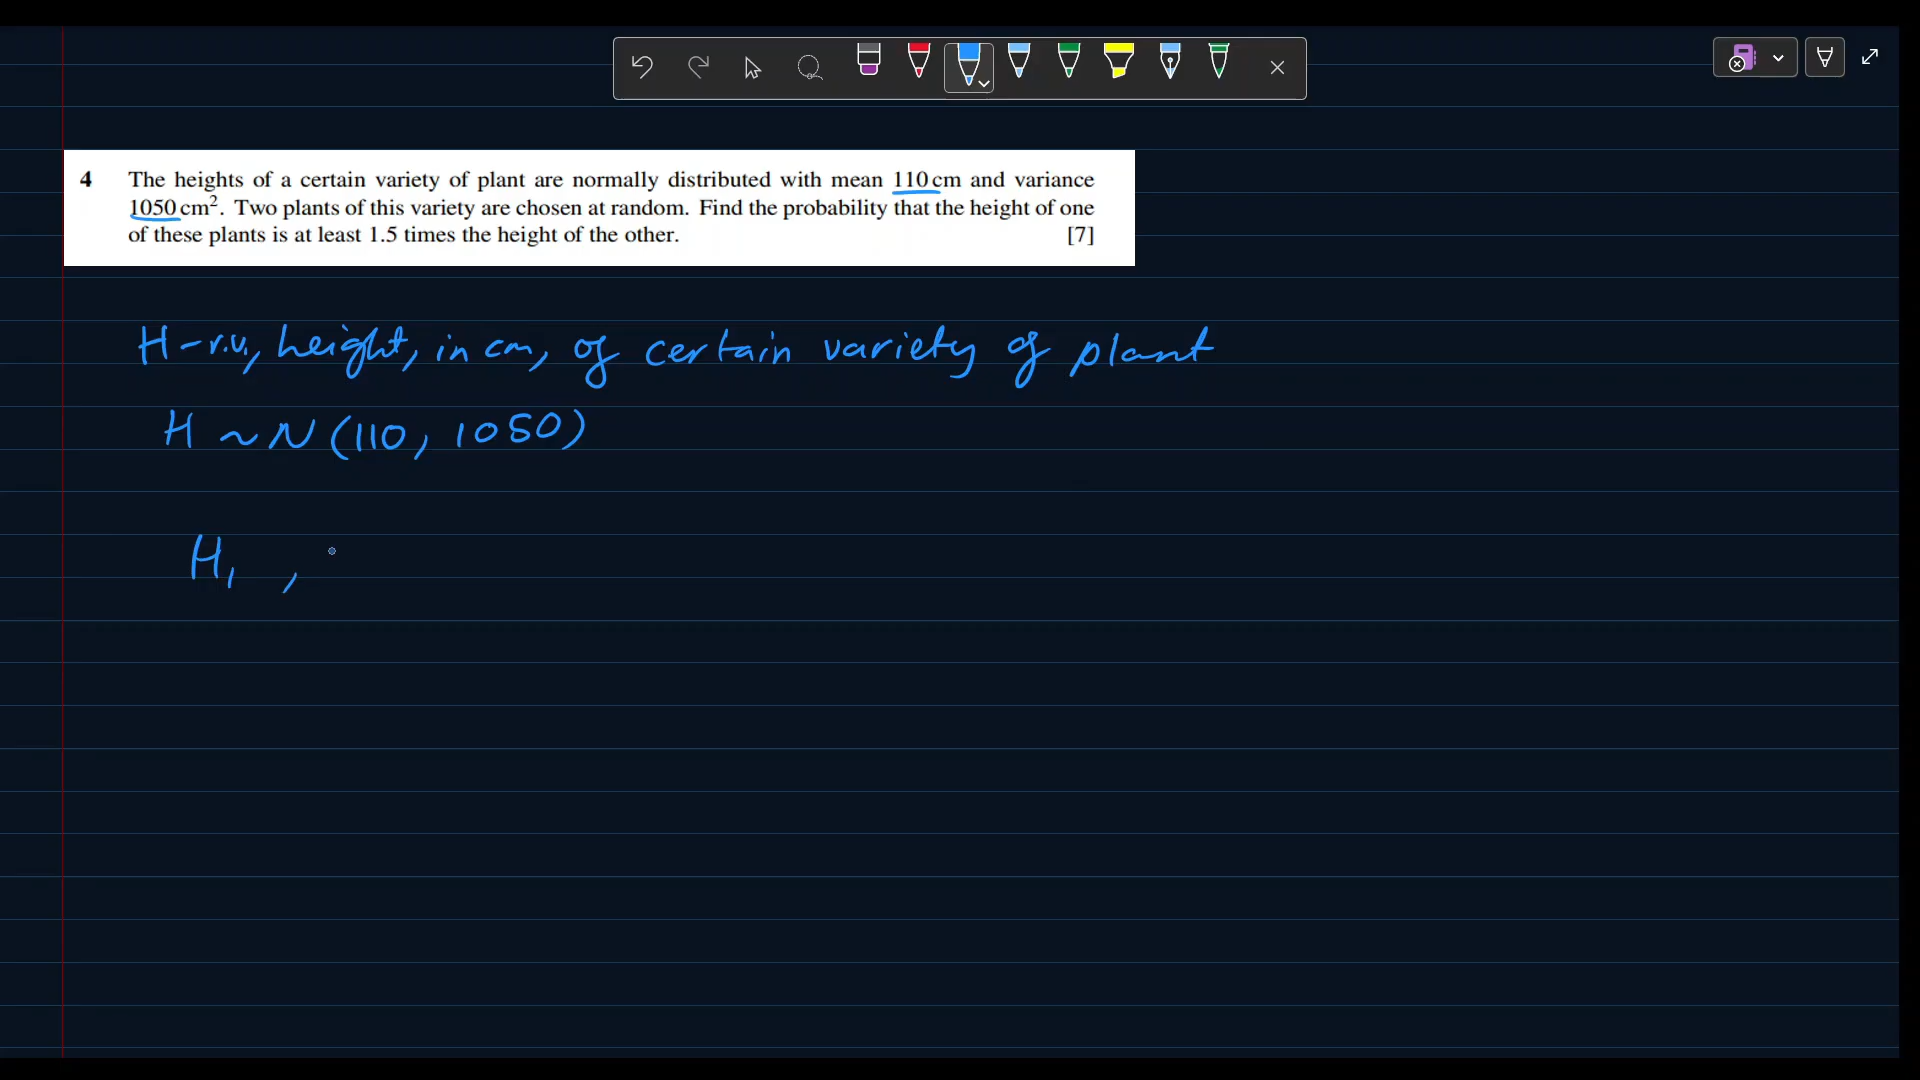 4 The heights of a certain variety of plant are normally distributed with mean 110 cm and variance
1050 cm². Two plants of this variety are chosen at random. Find the probability that the height of one
of these plants is at least 1.5 times the height of the other. [7]
H - r.v., height, in cm, of certain variety of plant
H ~ N (110, 1050)
H₁ ,